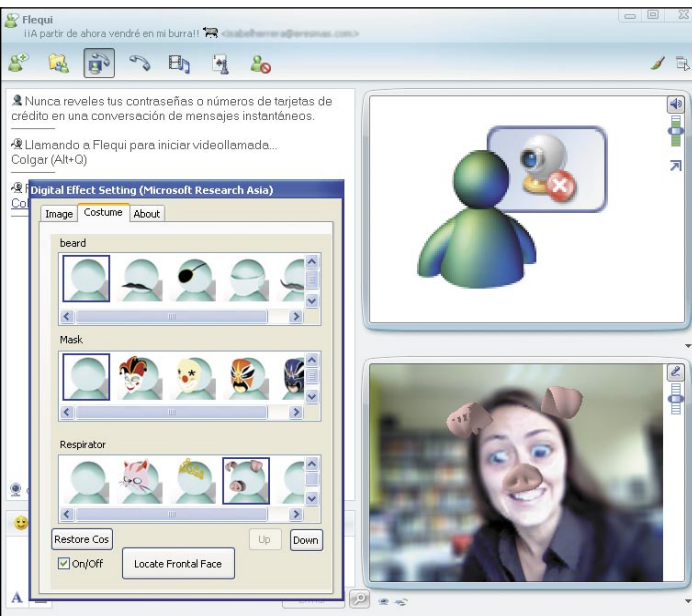 Flequi
¡¡A partir de ahora vendré en mi burra!!
Nunca reveles tus contraseñas o números de tarjetas de
crédito en una conversación de mensajes instantáneos.
Llamando a Flequi para iniciar videollamada...
Colgar (Alt+Q)
Digital Effect Setting (Microsoft Research Asia)
Image Costume About
beard
Mask
Respirator
Restore Cos Up Down
On/Off Locate Frontal Face
A